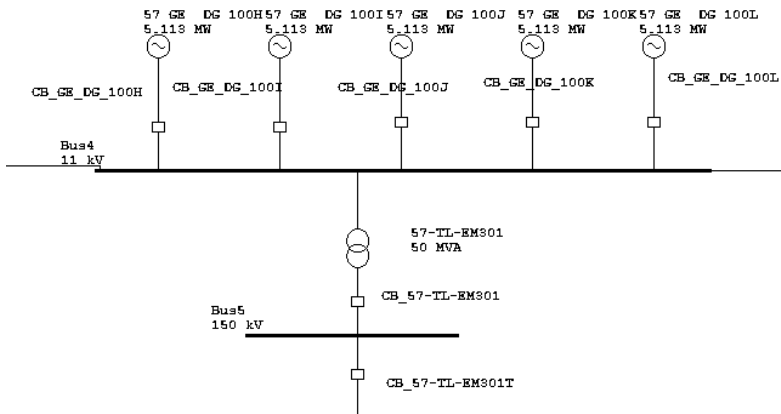 57 GE DG 100H 57 GE DG 100I 57 GE DG 100J 57 GE DG 100K 57 GE DG 100L
5.113 MW 5.113 MW 5.113 MW 5.113 MW 5.113 MW
CB_GE_DG_100H CB_GE_DG_100I CB_GE_DG_100J CB_GE_DG_100K CB_GE_DG_100L
Bus4
11 kV
57-TL-EM301
50 MVA
CB_57-TL-EM301
Bus5
150 kV
CB_57-TL-EM301T